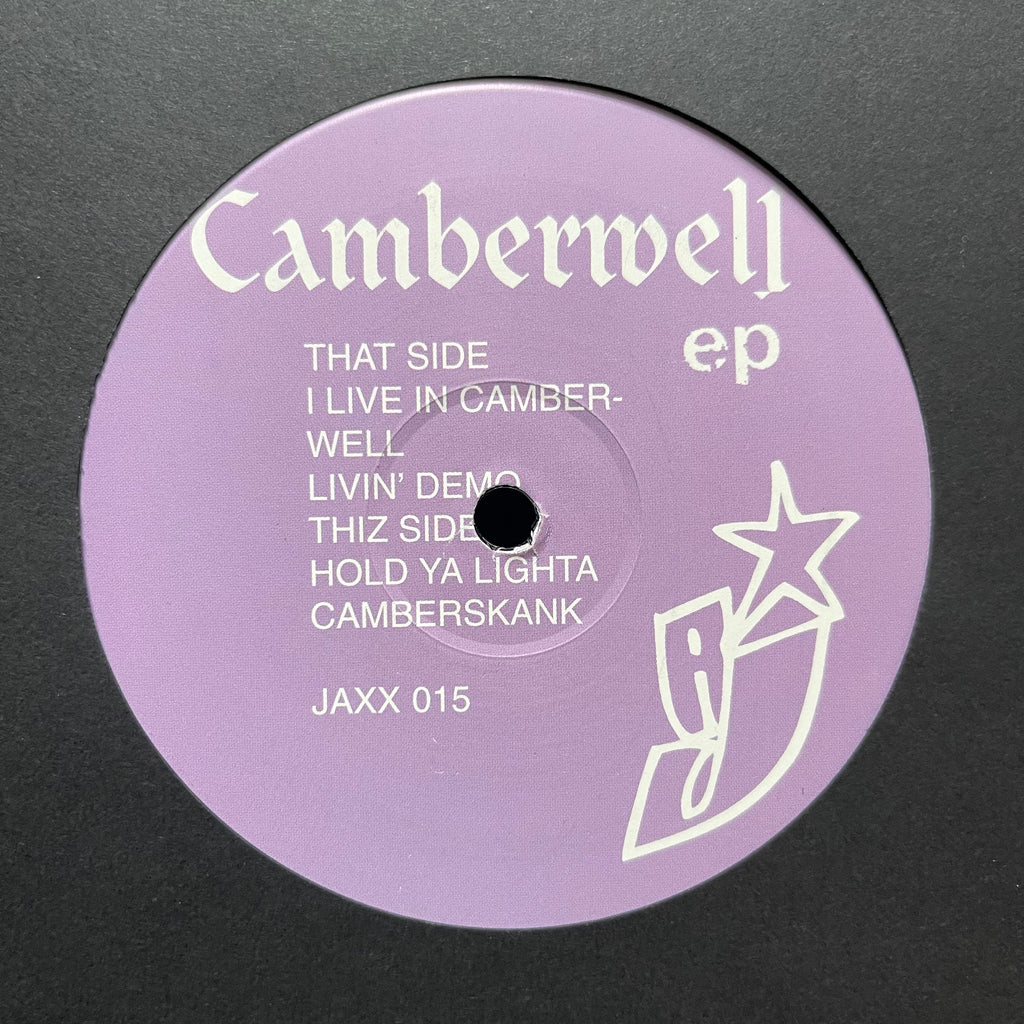 Camberwell
ep
THAT SIDE
I LIVE IN CAMBER-
WELL
LIVIN' DEMO
THIZ SIDE
HOLD YA LIGHTA
CAMBERSKANK
JAXX 015